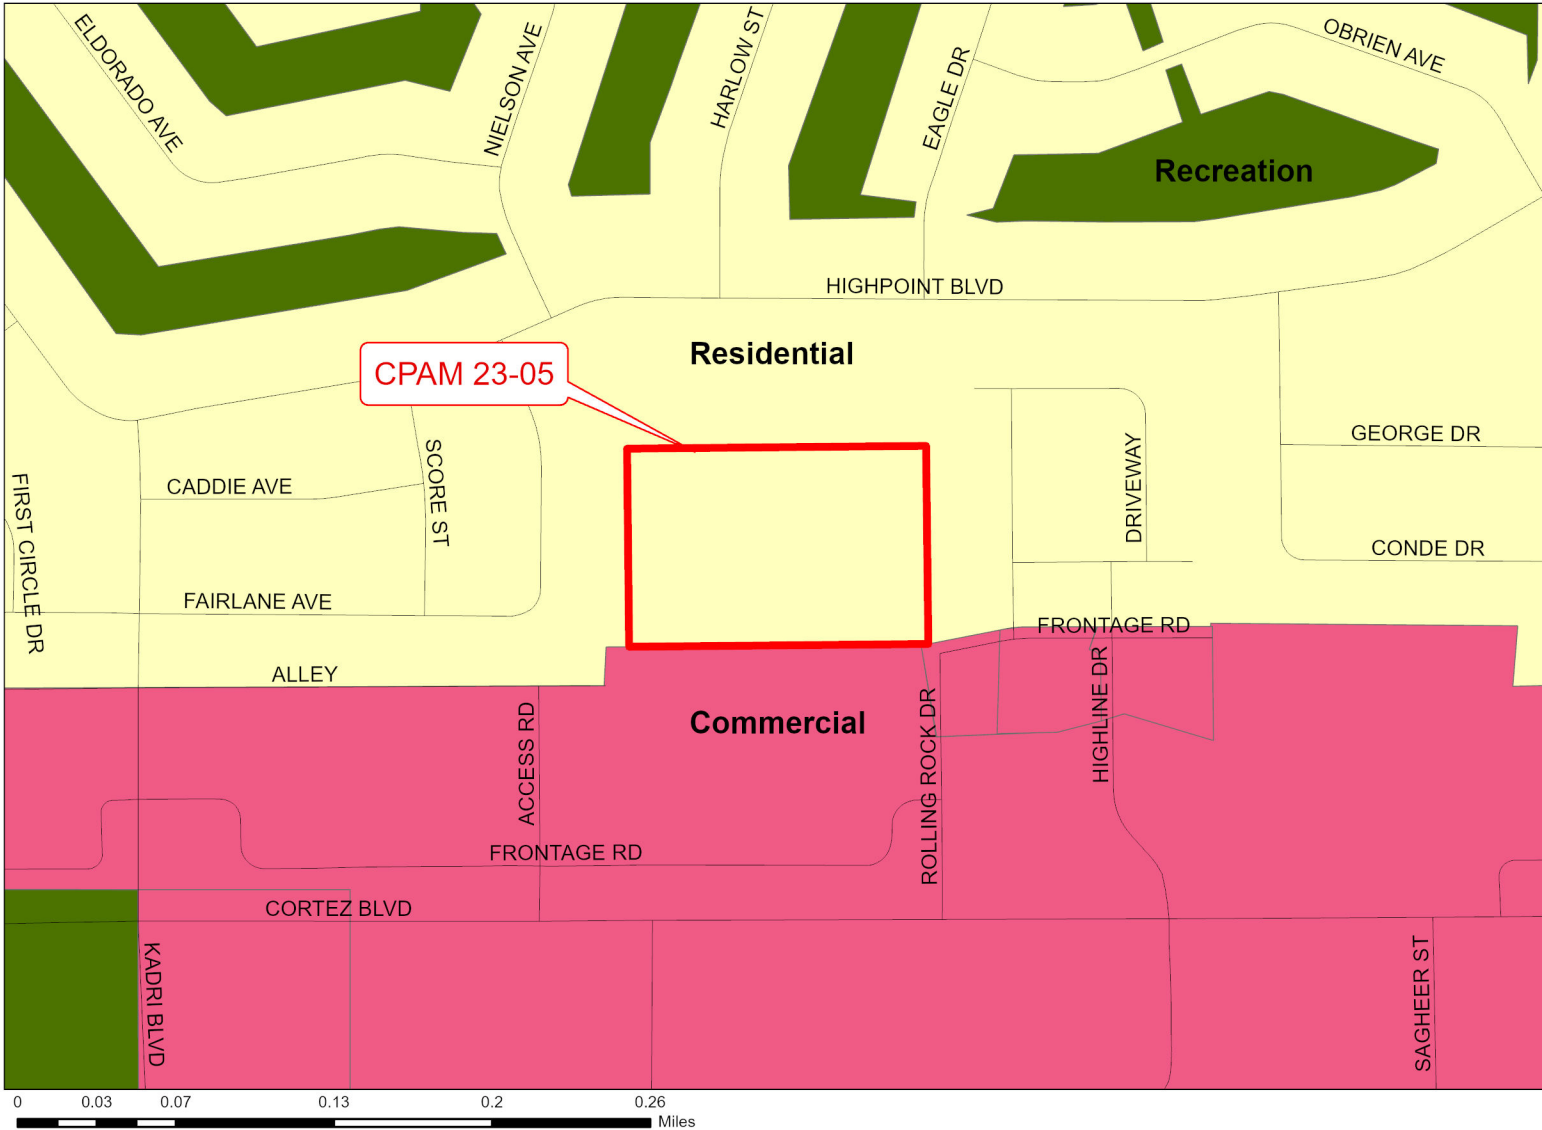 ELDORADO AVE
NIELSON AVE
HARLOW ST
EAGLE DR
OBRIEN AVE
Recreation
HIGHPOINT BLVD
Residential
CPAM 23-05
GEORGE DR
CADDIE AVE
SCORE ST
DRIVEWAY
FIRST CIRCLE DR
CONDE DR
FAIRLANE AVE
FRONTAGE RD
ALLEY
HIGHLINE DR
Commercial
ACCESS RD
ROLLING ROCK DR
FRONTAGE RD
CORTEZ BLVD
KADRI BLVD
SAGHEER ST
0 0.03 0.07 0.13 0.2 0.26
Miles